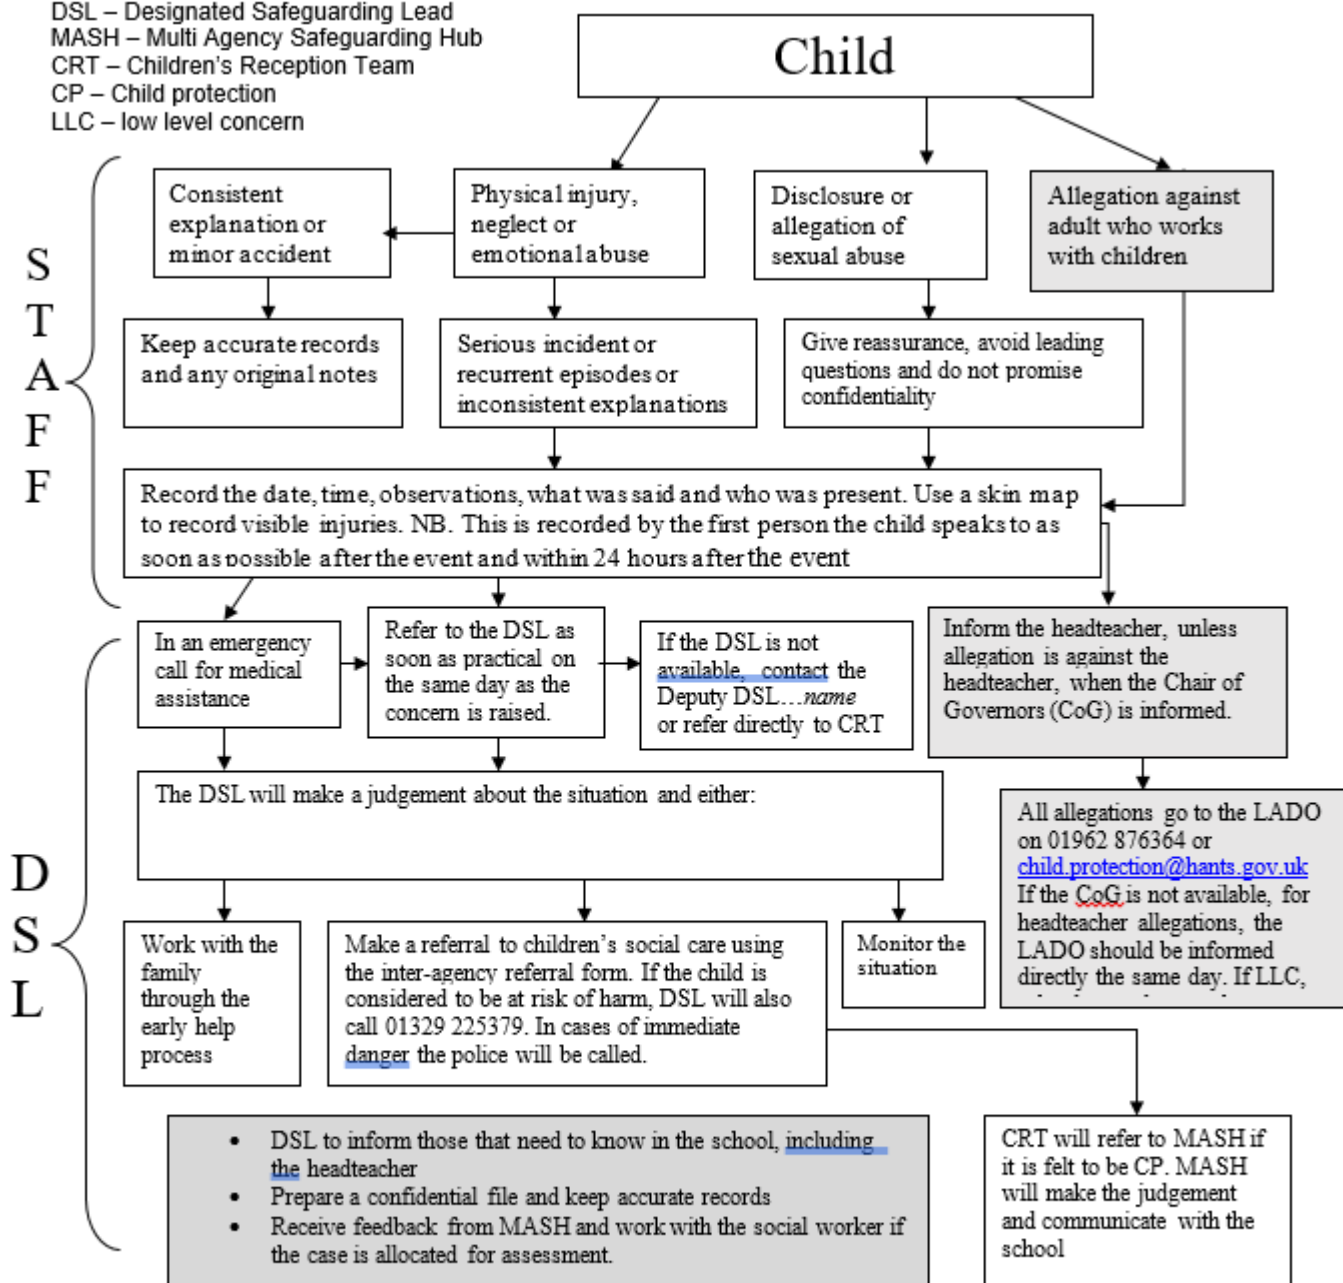 DSL – Designated Safeguarding Lead
MASH – Multi Agency Safeguarding Hub
CRT – Children's Reception Team
CP – Child protection
LLC – low level concern
Child
S
T
A
F
F
Consistent
explanation or
minor accident
Physical injury,
neglect or
emotional abuse
Disclosure or
allegation of
sexual abuse
Allegation against
adult who works
with children
Keep accurate records
and any original notes
Serious incident or
recurrent episodes or
inconsistent explanations
Give reassurance, avoid leading
questions and do not promise
confidentiality
Record the date, time, observations, what was said and who was present. Use a skin map
to record visible injuries. NB. This is recorded by the first person the child speaks to as
soon as possible after the event and within 24 hours after the event
D
S
L
In an emergency
call for medical
assistance
Refer to the DSL as
soon as practical on
the same day as the
concern is raised.
If the DSL is not
available, contact the
Deputy DSL…name
or refer directly to CRT
Inform the headteacher, unless
allegation is against the
headteacher, when the Chair of
Governors (CoG) is informed.
The DSL will make a judgement about the situation and either:
All allegations go to the LADO
on 01962 876364 or
child.protection@hants.gov.uk
If the CoG is not available, for
headteacher allegations, the
LADO should be informed
directly the same day. If LLC,
Work with the
family
through the
early help
process
Make a referral to children's social care using
the inter-agency referral form. If the child is
considered to be at risk of harm, DSL will also
call 01329 225379. In cases of immediate
danger the police will be called.
Monitor the
situation
• DSL to inform those that need to know in the school, including
the headteacher
• Prepare a confidential file and keep accurate records
• Receive feedback from MASH and work with the social worker if
the case is allocated for assessment.
CRT will refer to MASH if
it is felt to be CP. MASH
will make the judgement
and communicate with the
school